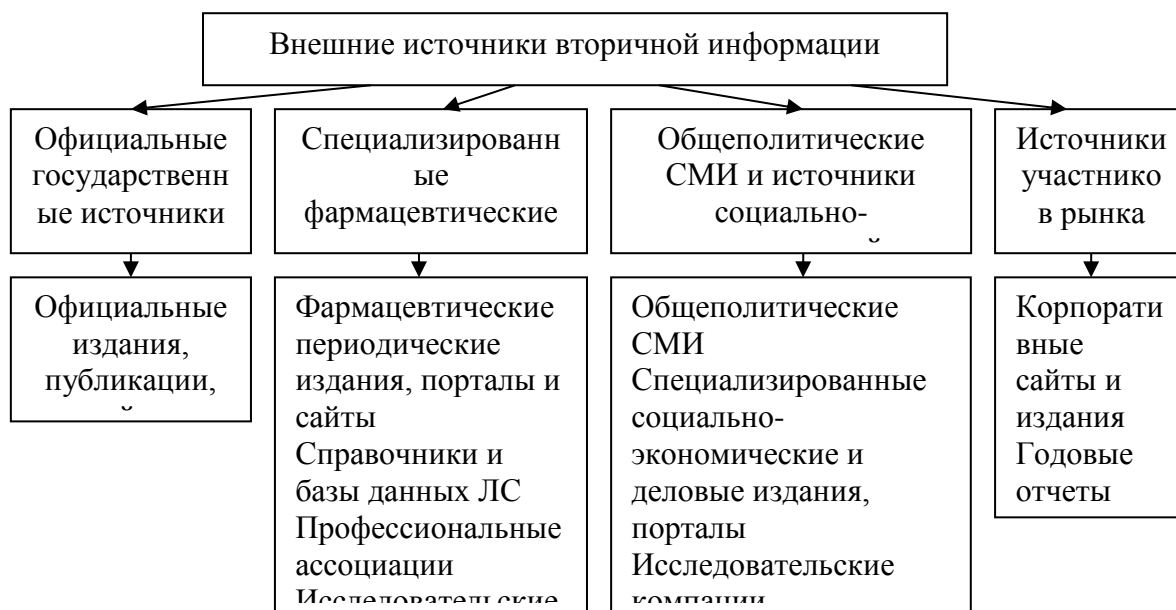 Внешние источники вторичной информации
Официальные
государственн
ые источники
Специализированн
ые
фармацевтические
Общеполитические
СМИ и источники
социально-
Источники
участнико
в рынка
Официальные
издания,
публикации,
Фармацевтические
периодические
издания, порталы и
сайты
Справочники и
базы данных ЛС
Профессиональные
ассоциации
Исследовательские
Общеполитические
СМИ
Специализированные
социально-
экономические и
деловые издания,
порталы
Исследовательские
компании
Корпорати
вные
сайты и
издания
Годовые
отчеты